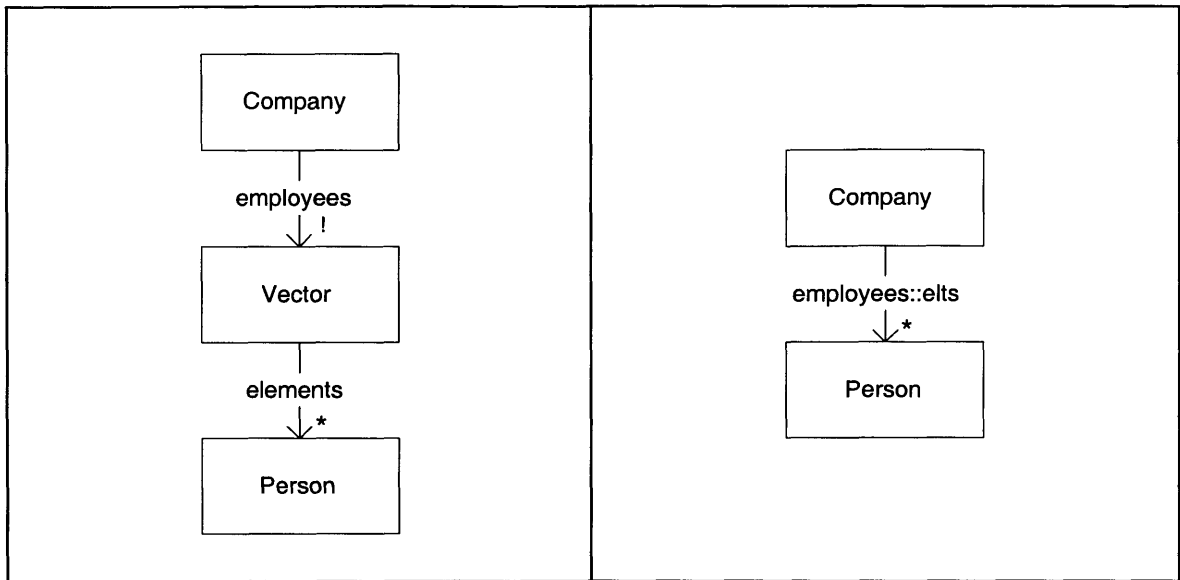 Company
employees
!
Vector
elements
*
Person
Company
employees::elts
*
Person